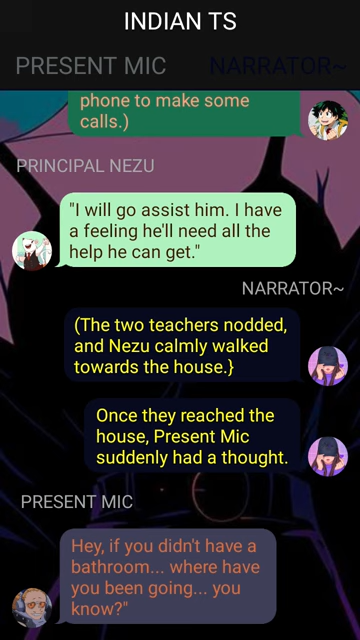 INDIAN TS
PRESENT MIC
NARRATOR~
phone to make some
calls.)
PRINCIPAL NEZU
"I will go assist him. I have
a feeling he'll need all the
help he can get."
NARRATOR~
(The two teachers nodded,
and Nezu calmly walked
towards the house.}
Once they reached the
house, Present Mic
suddenly had a thought.
PRESENT MIC
Hey, if you didn't have a
bathroom... where have
you been going... you
know?"